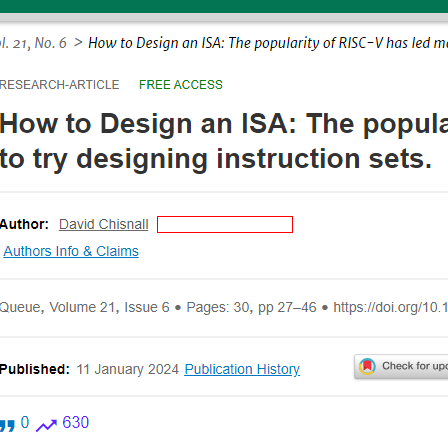 l. 21, No. 6 > How to Design an ISA: The popularity of RISC-V has led m
RESEARCH-ARTICLE FREE ACCESS
How to Design an ISA: The popula
to try designing instruction sets.
Author: David Chisnall
Authors Info & Claims
Queue, Volume 21, Issue 6 • Pages: 30, pp 27–46 • https://doi.org/10.1
Published: 11 January 2024 Publication History
Check for upd
0 630